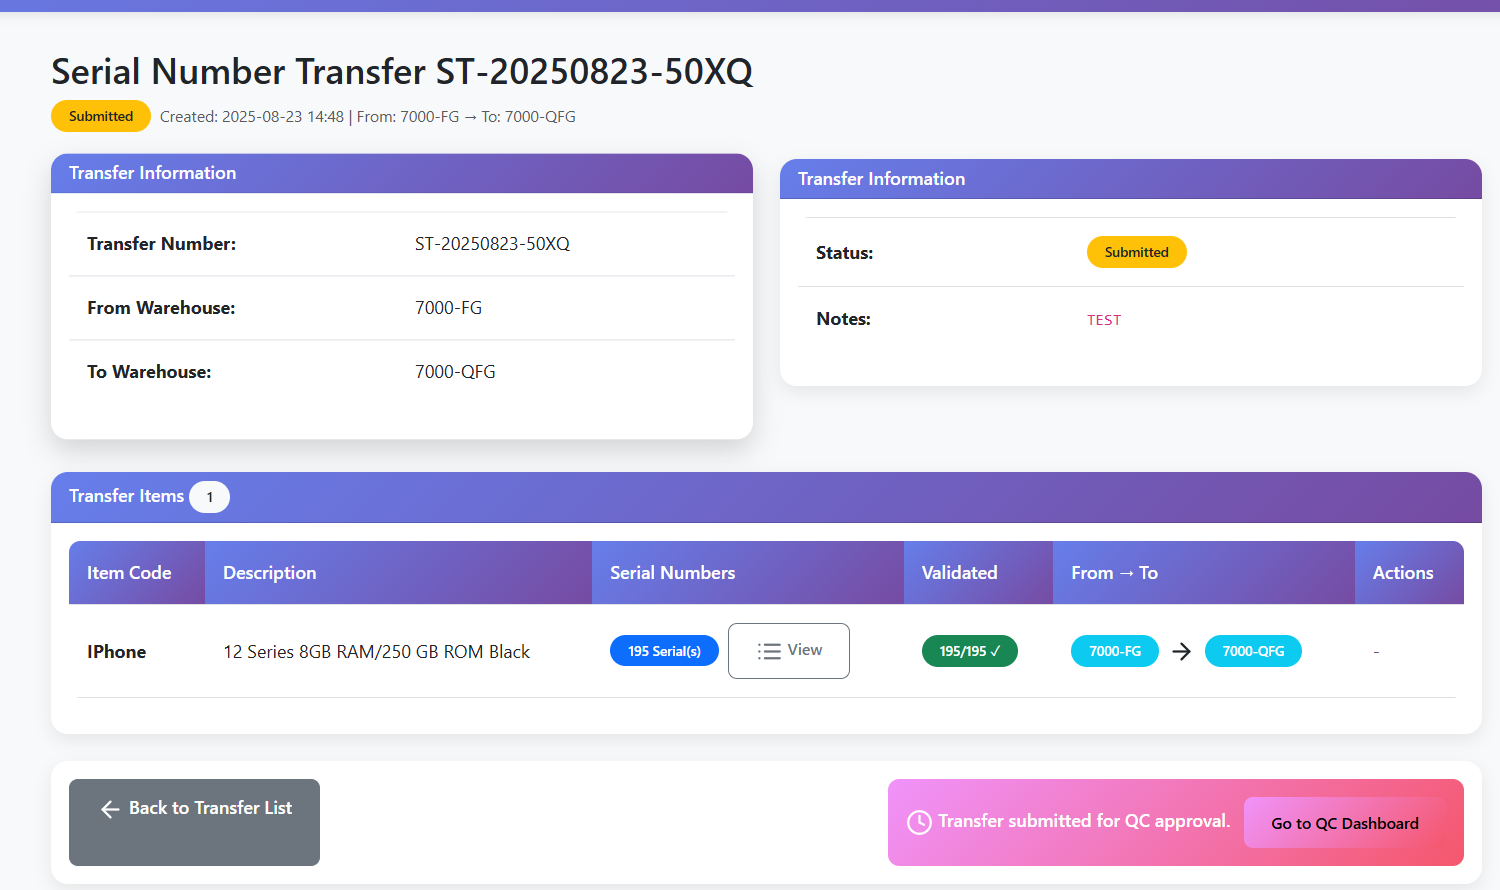 Serial Number Transfer ST-20250823-50XQ
Submitted Created: 2025-08-23 14:48 | From: 7000-FG → To: 7000-QFG
Transfer Information
Transfer Number: ST-20250823-50XQ
From Warehouse: 7000-FG
To Warehouse: 7000-QFG
Transfer Information
Status: Submitted
Notes: TEST
Transfer Items 1
Item Code Description Serial Numbers Validated From → To Actions
IPhone 12 Series 8GB RAM/250 GB ROM Black 195 Serial(s) View 195/195 ✓ 7000-FG → 7000-QFG -
← Back to Transfer List
Transfer submitted for QC approval. Go to QC Dashboard